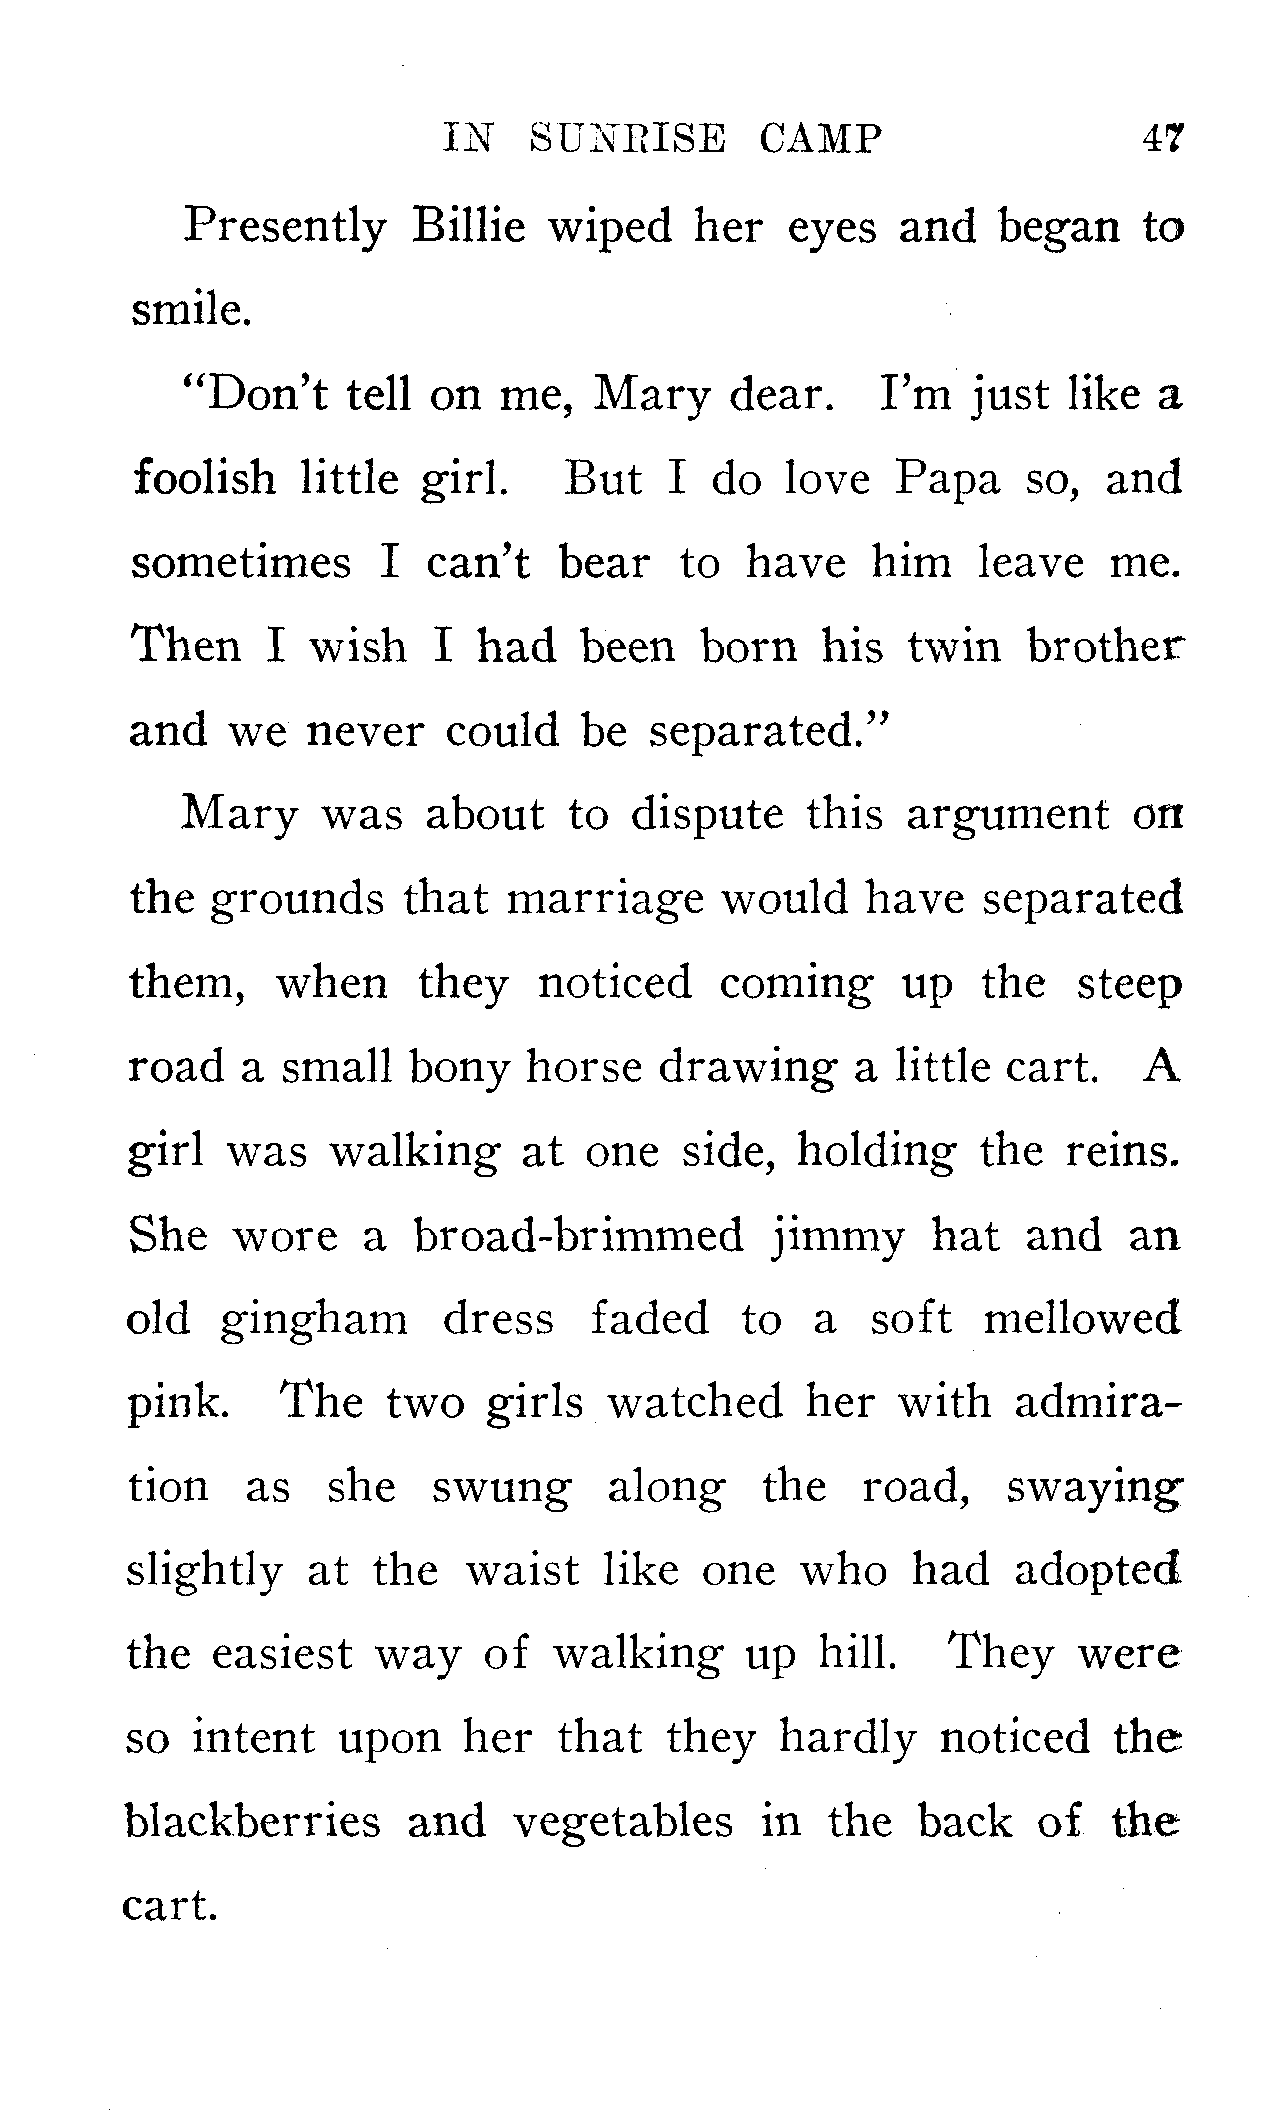 IN SUNRISE CAMP 47
Presently Billie wiped her eyes and began to
smile.
"Don't tell on me, Mary dear. I'm just like a
foolish little girl. But I do love Papa so, and
sometimes I can't bear to have him leave me.
Then I wish I had been born his twin brother
and we never could be separated."
Mary was about to dispute this argument on
the grounds that marriage would have separated
them, when they noticed coming up the steep
road a small bony horse drawing a little cart. A
girl was walking at one side, holding the reins.
She wore a broad-brimmed jimmy hat and an
old gingham dress faded to a soft mellowed
pink. The two girls watched her with admira-
tion as she swung along the road, swaying
slightly at the waist like one who had adopted
the easiest way of walking up hill. They were
so intent upon her that they hardly noticed the
blackberries and vegetables in the back of the
cart.